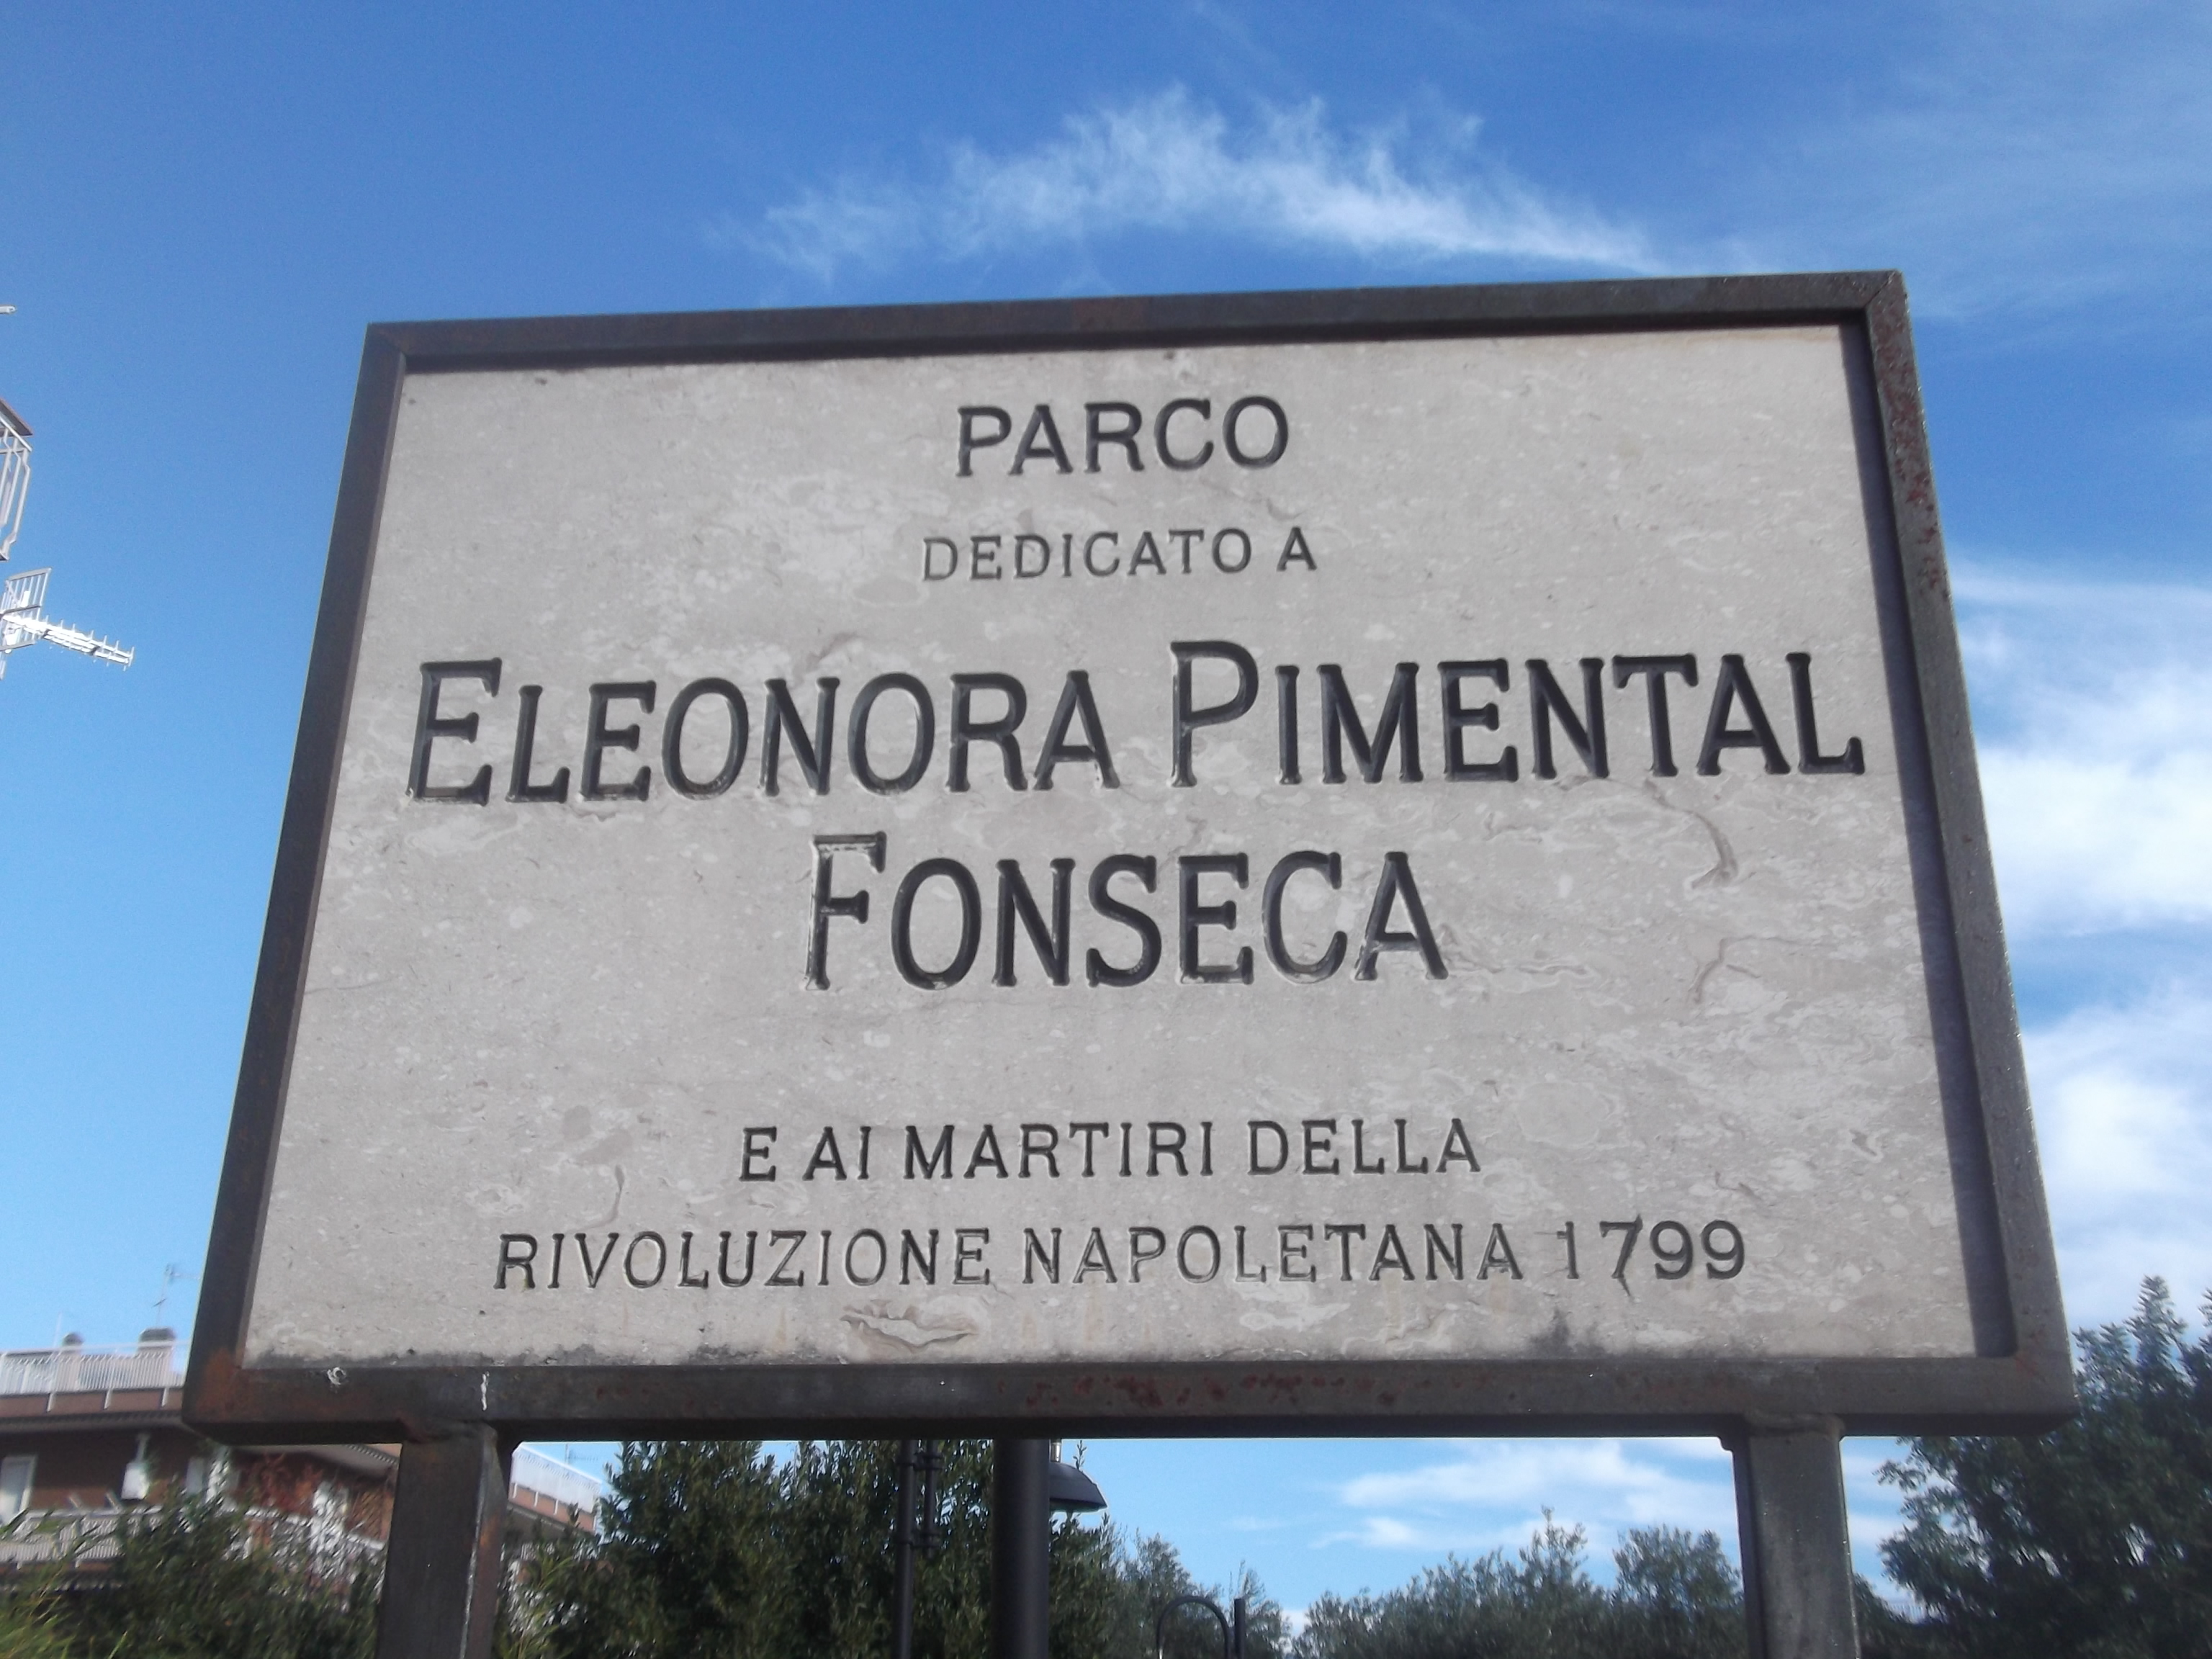 PARCO
DEDICATO A
ELEONORA PIMENTAL
FONSECA
E AI MARTIRI DELLA
RIVOLUZIONE NAPOLETANA 1799